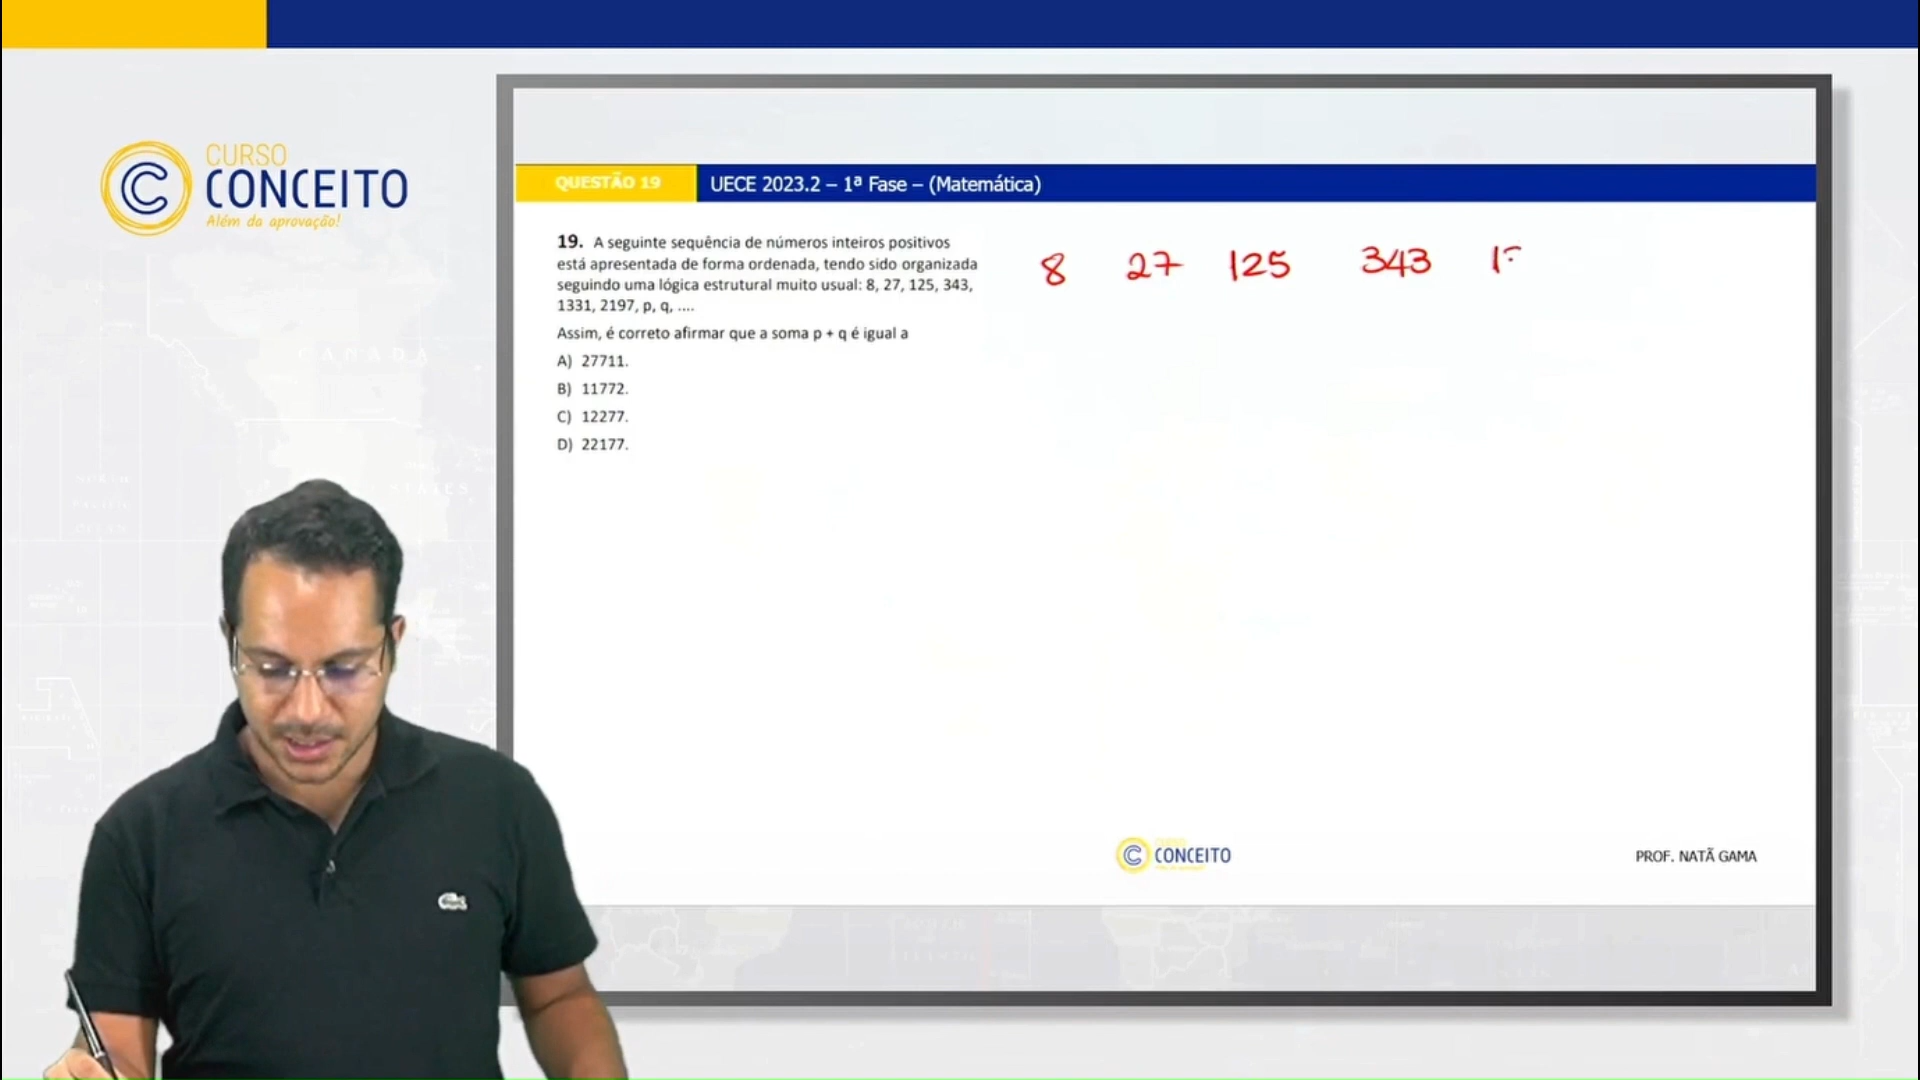 CURSO
CONCEITO
Além da aprovação!
QUESTÃO 19
UECE 2023.2 – 1ª Fase – (Matemática)
19. A seguinte sequência de números inteiros positivos
está apresentada de forma ordenada, tendo sido organizada
seguindo uma lógica estrutural muito usual: 8, 27, 125, 343,
1331, 2197, p, q, ....
Assim, é correto afirmar que a soma p + q é igual a
A) 27711.
B) 11772.
C) 12277.
D) 22177.
8 27 125 343
CONCEITO
PROF. NATÃ GAMA